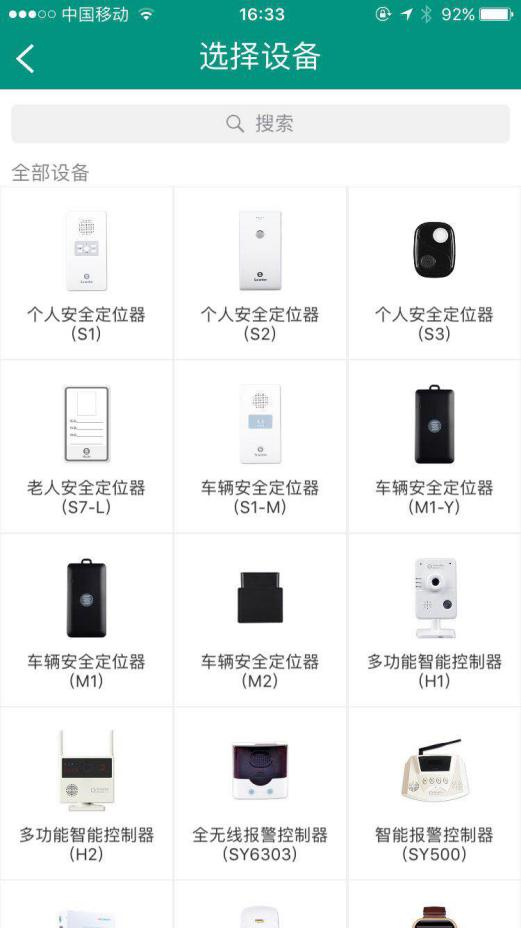 中国移动 16:33 92%
选择设备
搜索
全部设备
个人安全定位器
(S1)
个人安全定位器
(S2)
个人安全定位器
(S3)
老人安全定位器
(S7-L)
车辆安全定位器
(S1-M)
车辆安全定位器
(M1-Y)
车辆安全定位器
(M1)
车辆安全定位器
(M2)
多功能智能控制器
(H1)
多功能智能控制器
(H2)
全无线报警控制器
(SY6303)
智能报警控制器
(SY500)